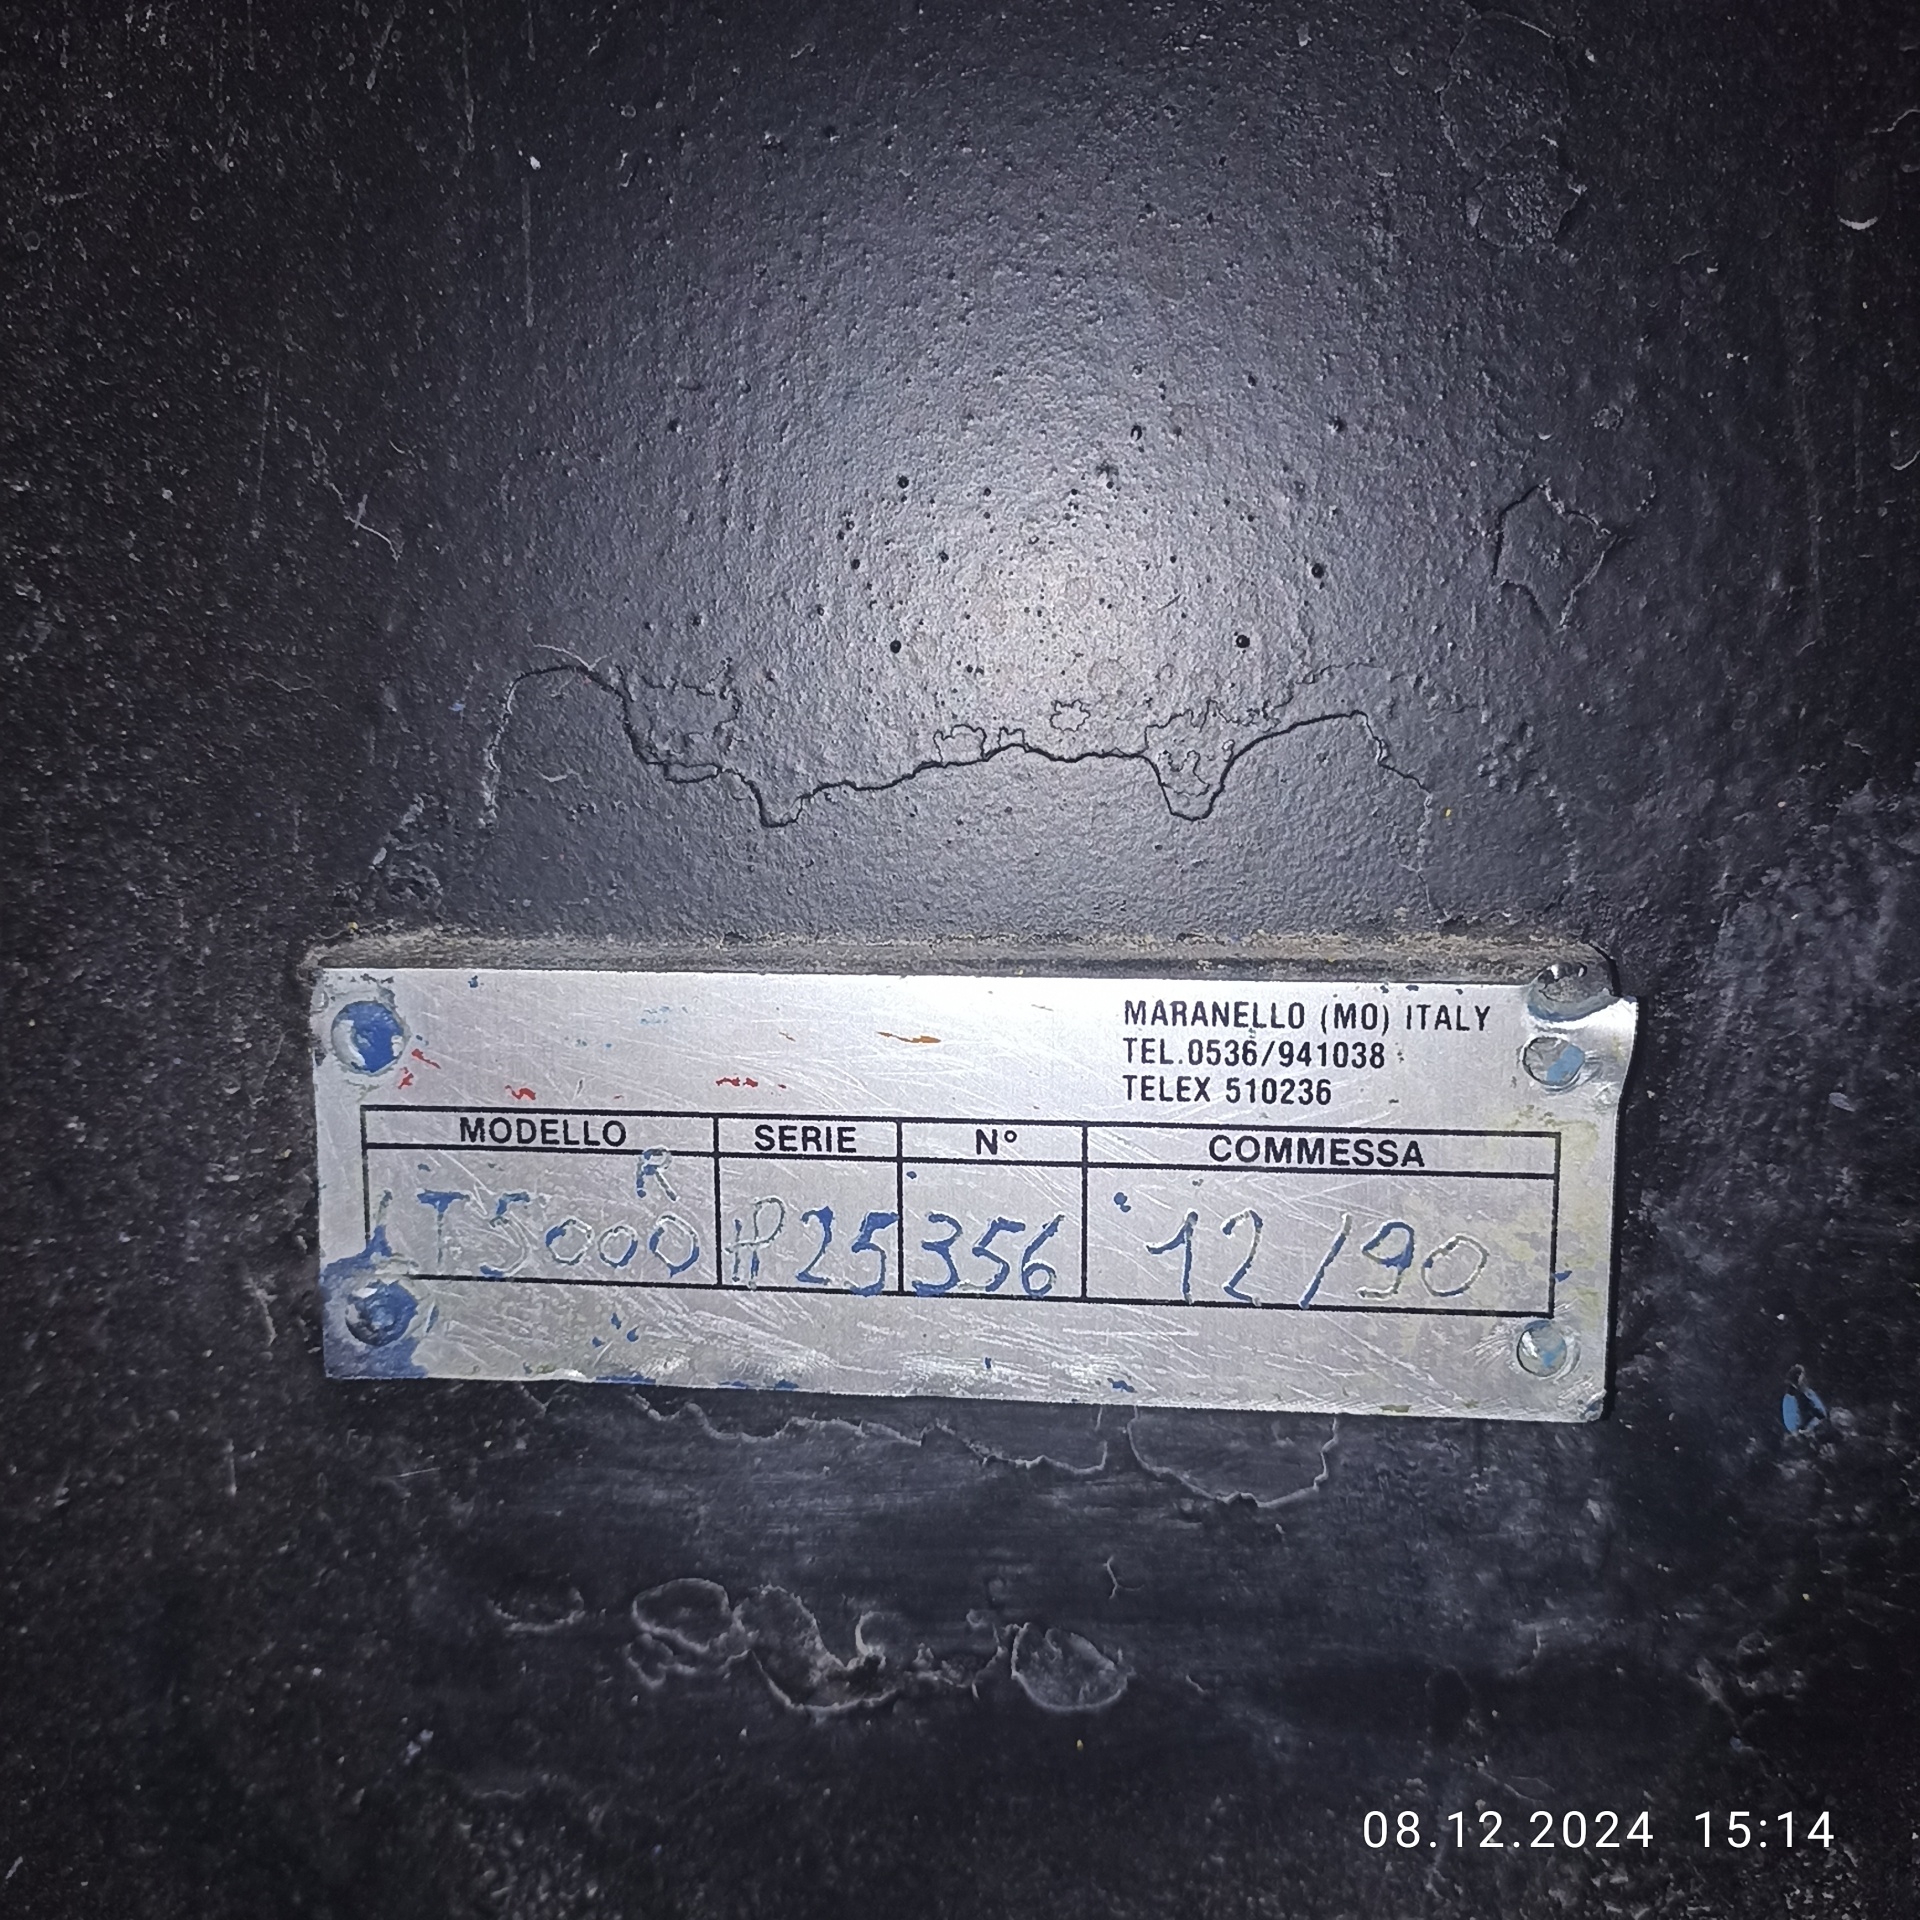 MARANELLO (MO) ITALY
TEL.0536/941038
TELEX 510236
MODELLO SERIE N° COMMESSA
R
T5000 25 356 12/90
08.12.2024 15:14